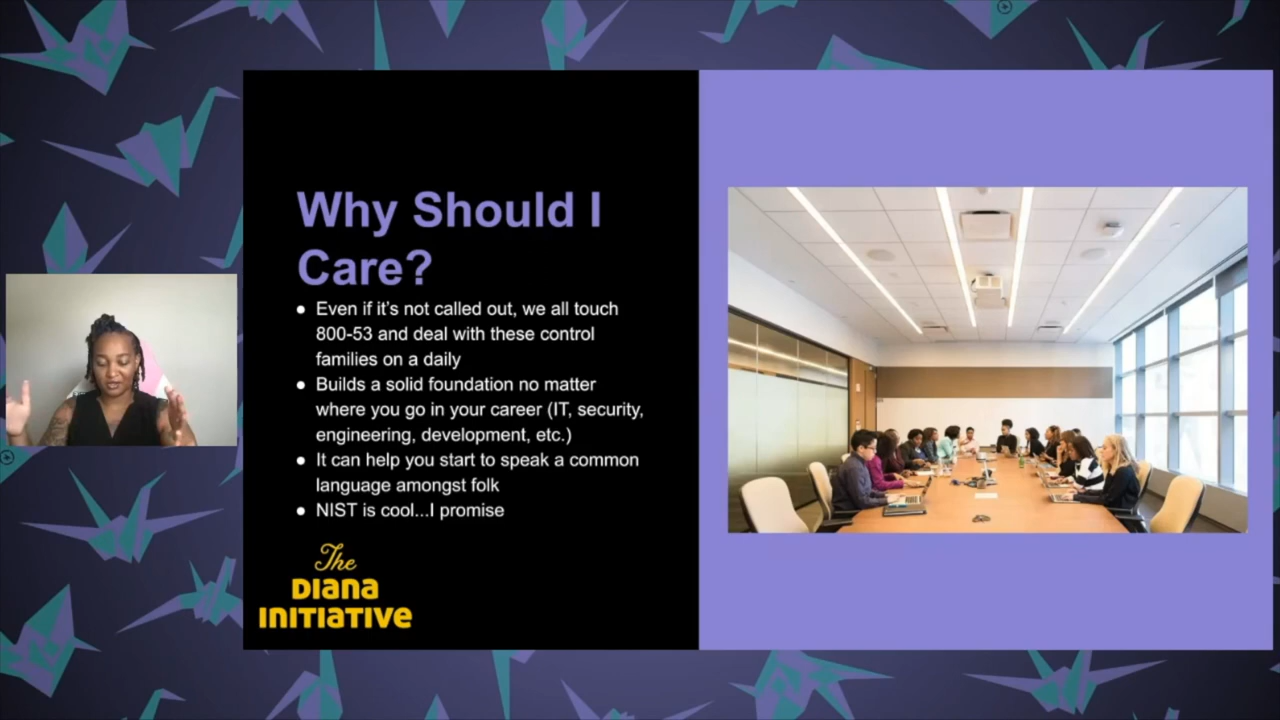 Why Should I
Care?
● Even if it's not called out, we all touch
800-53 and deal with these control
families on a daily
● Builds a solid foundation no matter
where you go in your career (IT, security,
engineering, development, etc.)
● It can help you start to speak a common
language amongst folk
● NIST is cool...I promise
The
DIANA
INITIATIVE